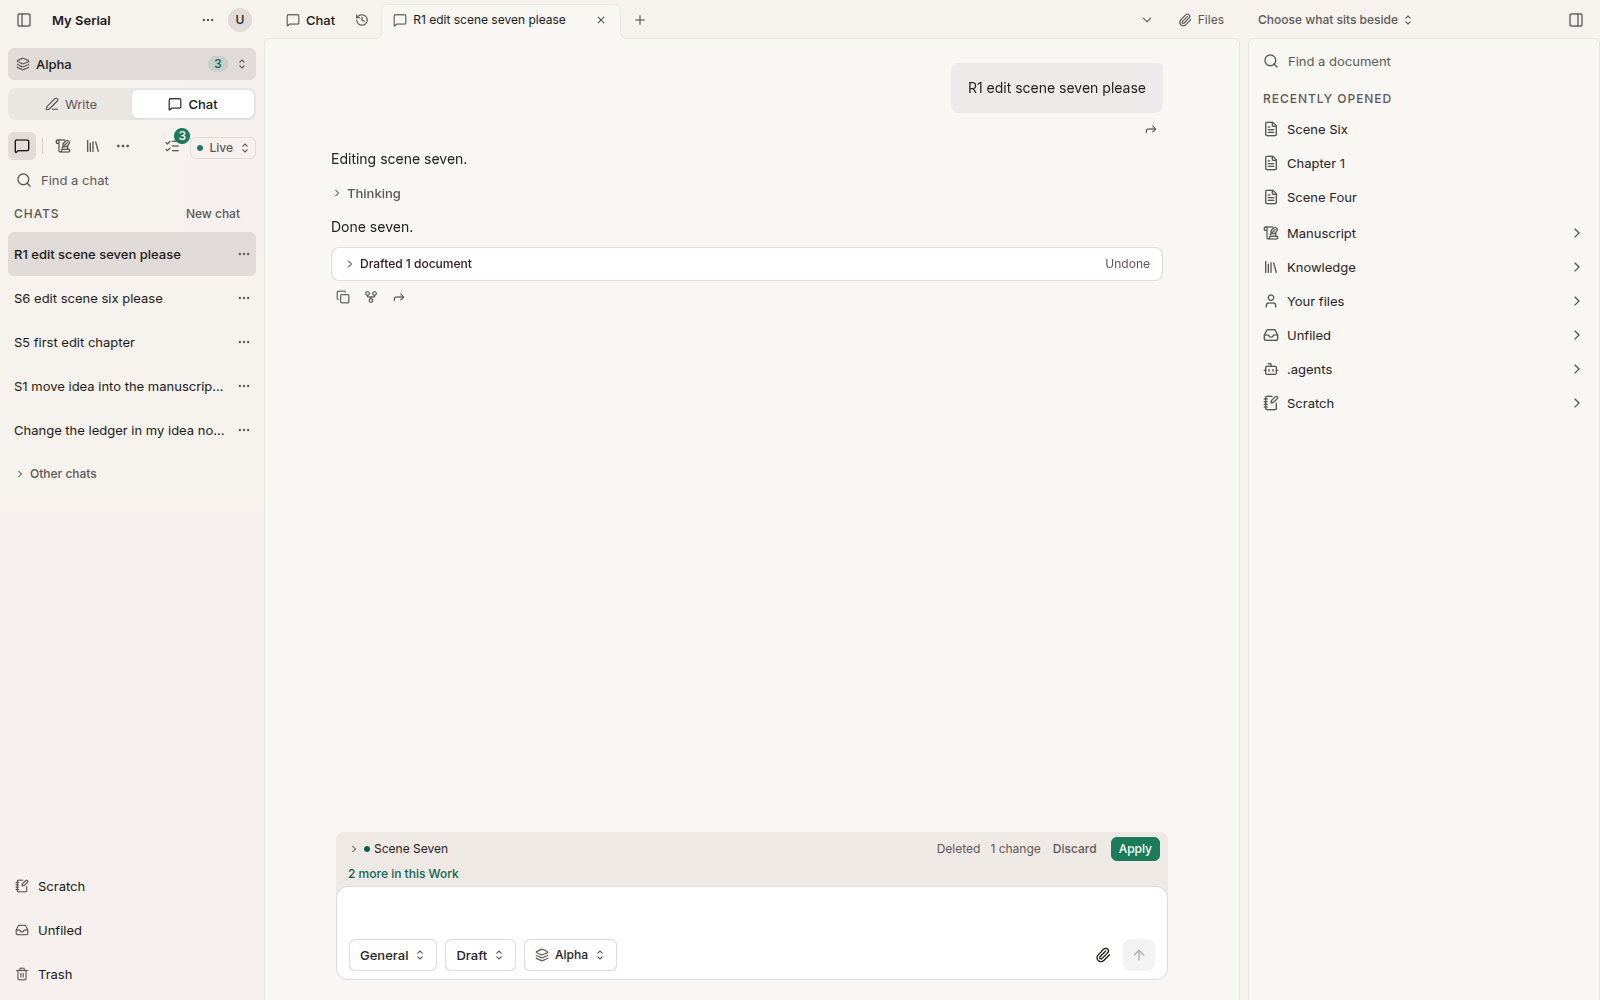 My Serial
U
Alpha
3
Write
Chat
3
Live
Find a chat
CHATS
New chat
R1 edit scene seven please
S6 edit scene six please
S5 first edit chapter
S1 move idea into the manuscrip...
Change the ledger in my idea no...
Other chats
Scratch
Unfiled
Trash
Chat
R1 edit scene seven please
Files
R1 edit scene seven please
Editing scene seven.
Thinking
Done seven.
Drafted 1 document
Undone
Scene Seven
Deleted
1 change
Discard
Apply
2 more in this Work
General
Draft
Alpha
Choose what sits beside
Find a document
RECENTLY OPENED
Scene Six
Chapter 1
Scene Four
Manuscript
Knowledge
Your files
Unfiled
.agents
Scratch